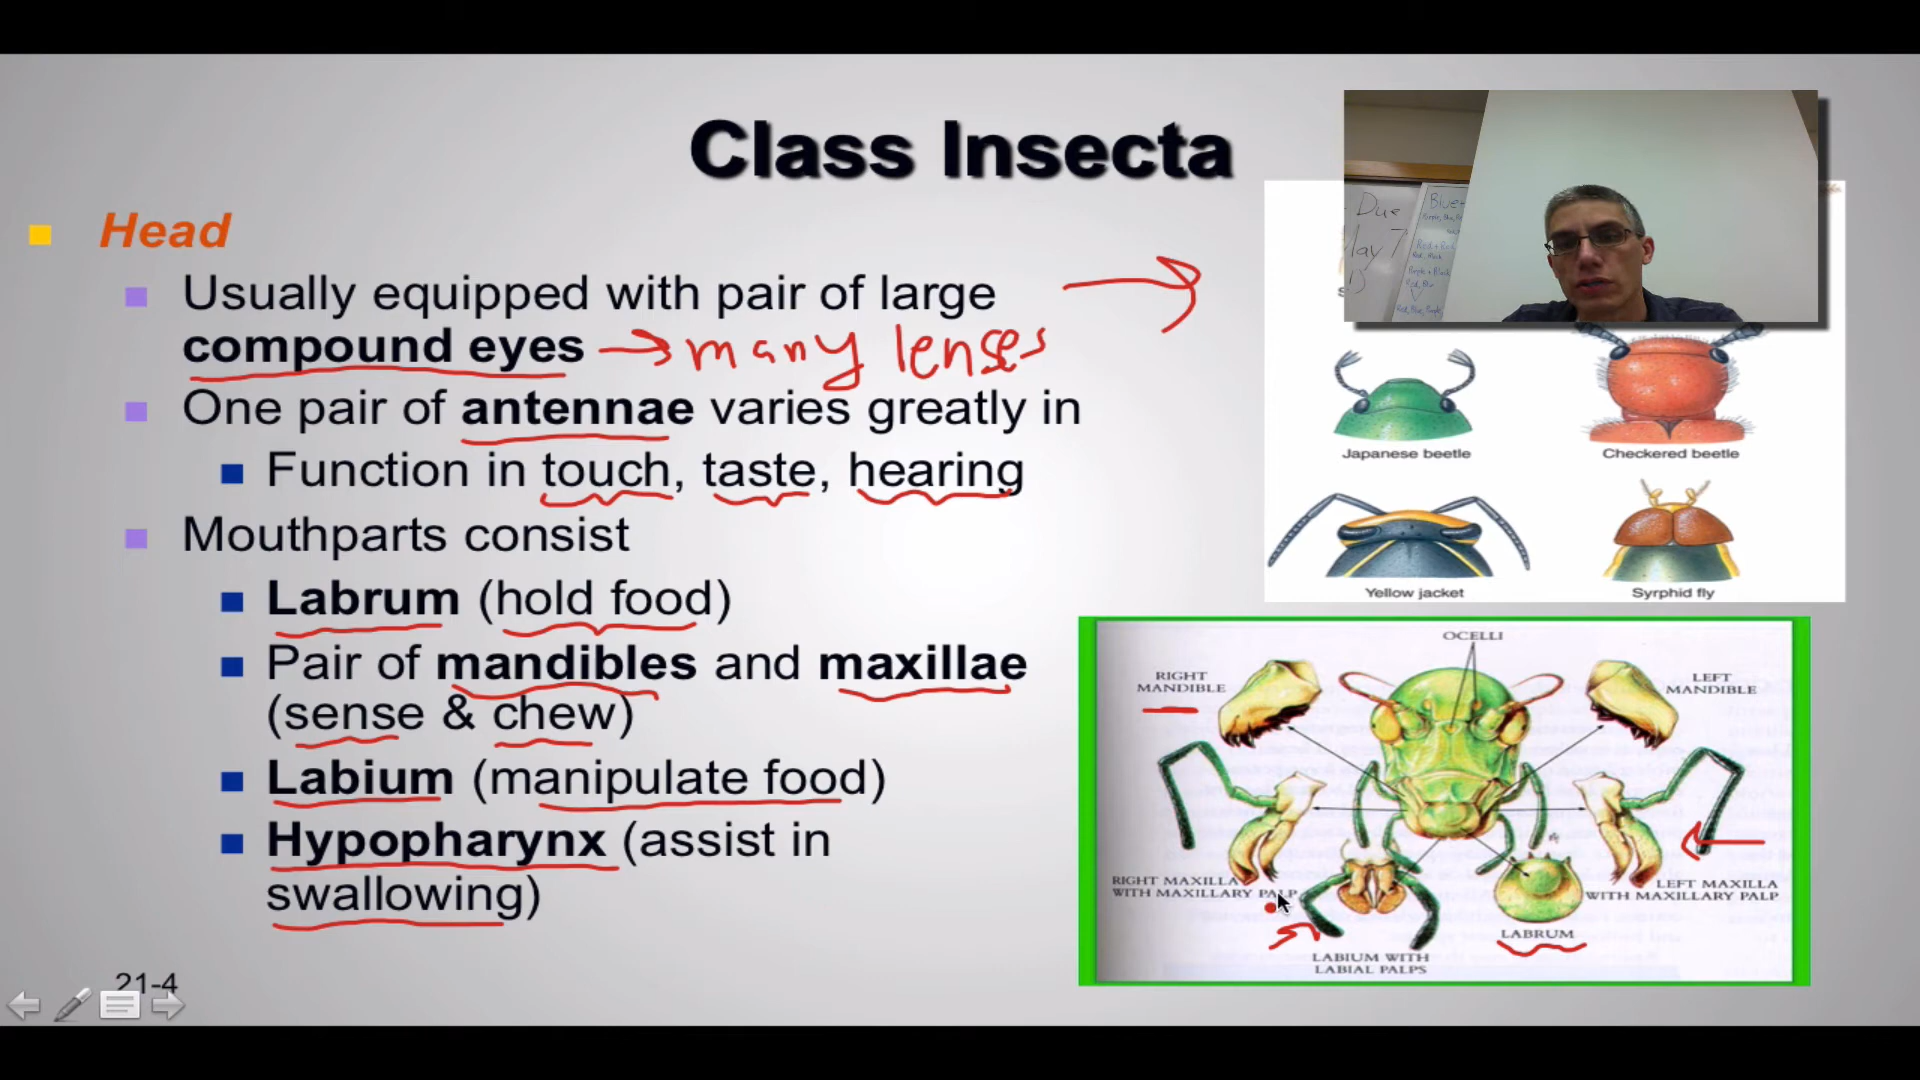 Class Insecta
Head
Usually equipped with pair of large
compound eyes → many lenses
One pair of antennae varies greatly in
Function in touch, taste, hearing
Mouthparts consist
Labrum (hold food)
Pair of mandibles and maxillae
(sense & chew)
Labium (manipulate food)
Hypopharynx (assist in
swallowing)
21-4
Due
May 7
Japanese beetle
Checkered beetle
Yellow jacket
Syrphid fly
OCELLI
RIGHT
MANDIBLE
LEFT
MANDIBLE
RIGHT MAXILLA
WITH MAXILLARY PALP
LEFT MAXILLA
WITH MAXILLARY PALP
LABRUM
LABIUM WITH
LABIAL PALPS